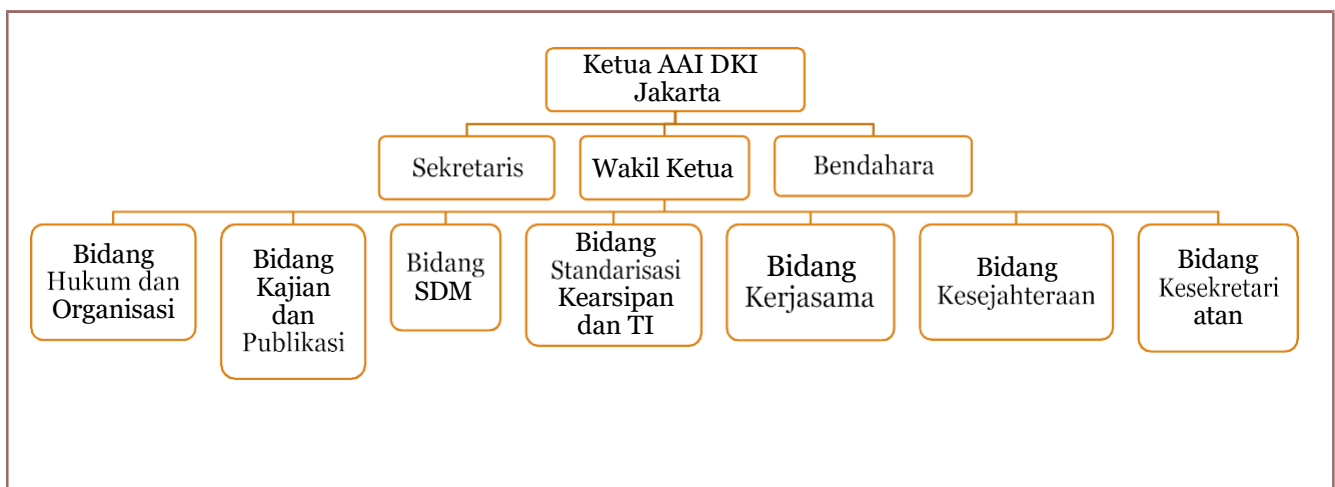 Ketua AAI DKI
Jakarta
Sekretaris
Wakil Ketua
Bendahara
Bidang
Hukum dan
Organisasi
Bidang
Kajian
dan
Publikasi
Bidang
SDM
Bidang
Standarisasi
Kearsipan
dan TI
Bidang
Kerjasama
Bidang
Kesejahteraan
Bidang
Kesekretari
atan